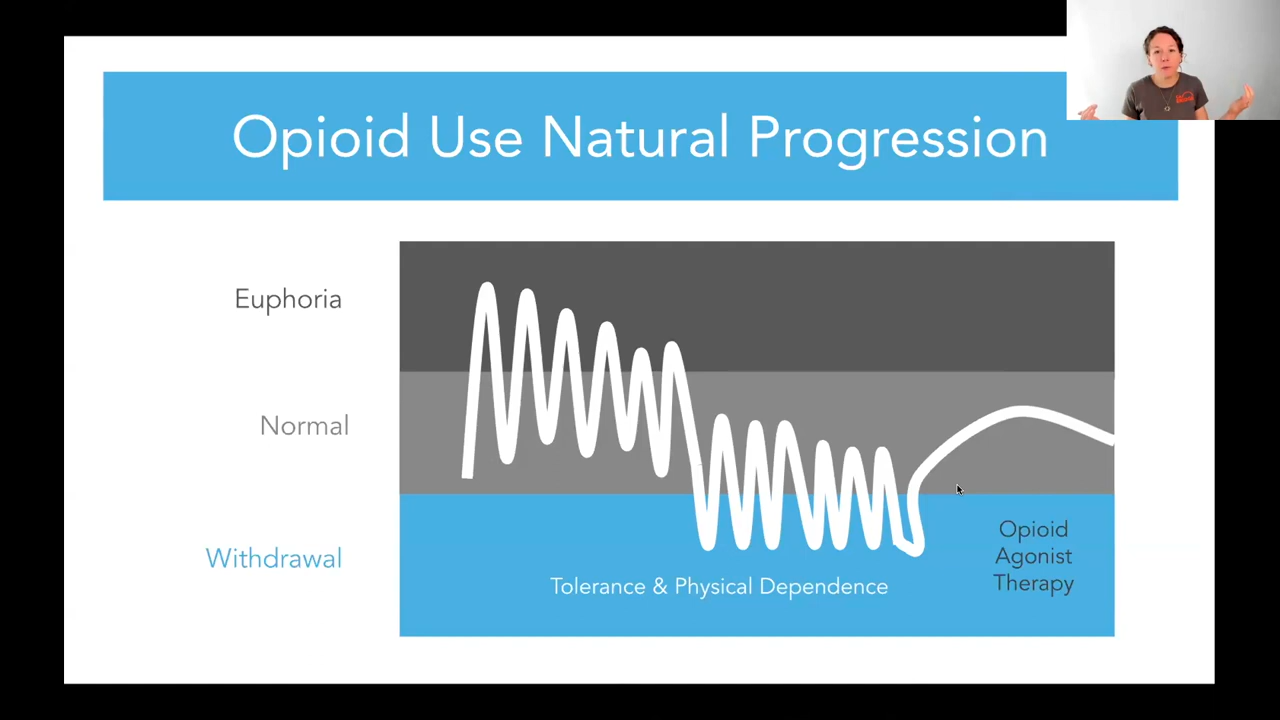 Opioid Use Natural Progression
Euphoria
Normal
Withdrawal
Tolerance & Physical Dependence
Opioid
Agonist
Therapy